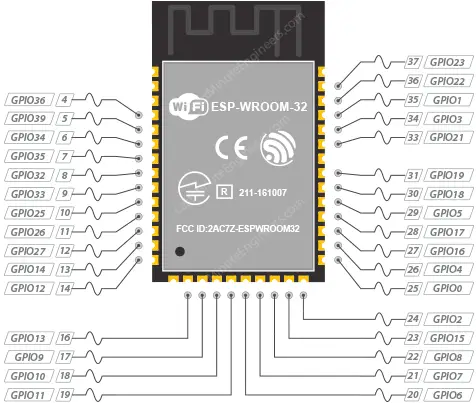 GPIO36 4
GPIO39 5
GPIO34 6
GPIO35 7
GPIO32 8
GPIO33 9
GPIO25 10
GPIO26 11
GPIO27 12
GPIO14 13
GPIO12 14
GPIO13 16
GPIO9 17
GPIO10 18
GPIO11 19
WiFi ESP-WROOM-32
CE
R 211-161007
FCC ID:2AC7Z-ESPWROOM32
37 GPIO23
36 GPIO22
35 GPIO1
34 GPIO3
33 GPIO21
31 GPIO19
30 GPIO18
29 GPIO5
28 GPIO17
27 GPIO16
26 GPIO4
25 GPIO0
24 GPIO2
23 GPIO15
22 GPIO8
21 GPIO7
20 GPIO6